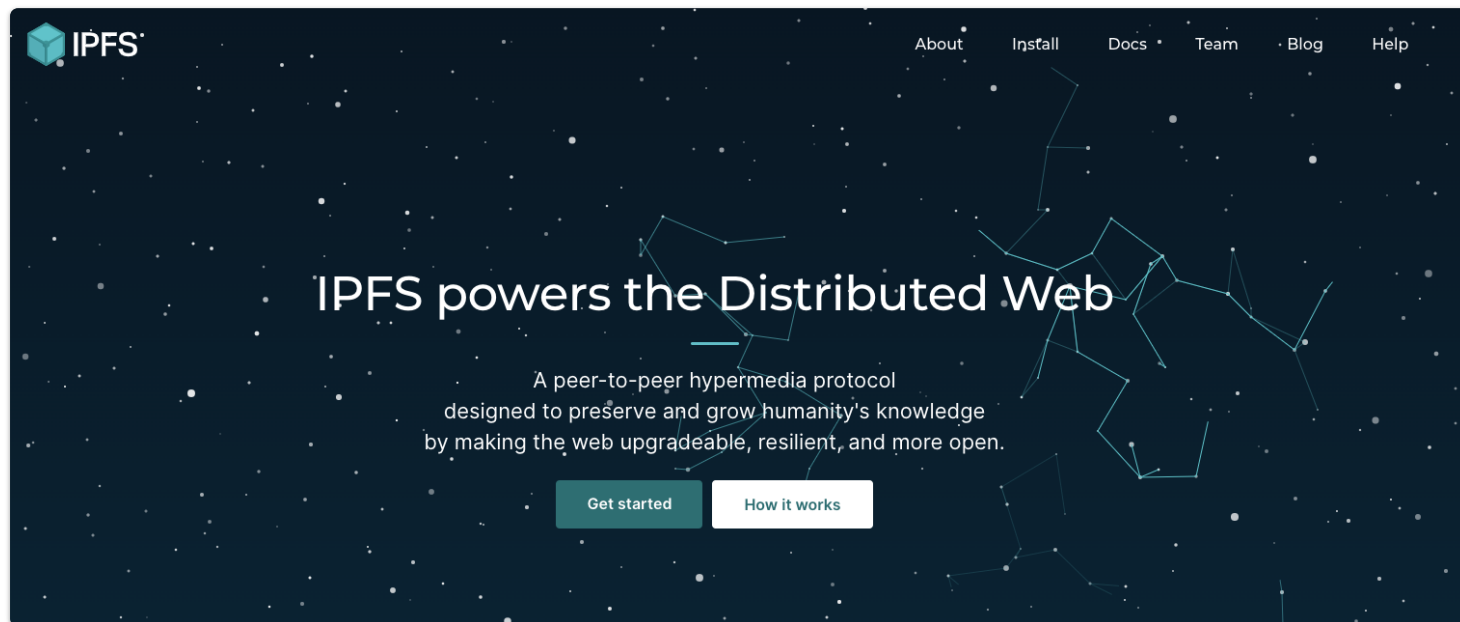 IPFS
About Install Docs Team Blog Help
IPFS powers the Distributed Web
A peer-to-peer hypermedia protocol
designed to preserve and grow humanity's knowledge
by making the web upgradeable, resilient, and more open.
Get started How it works